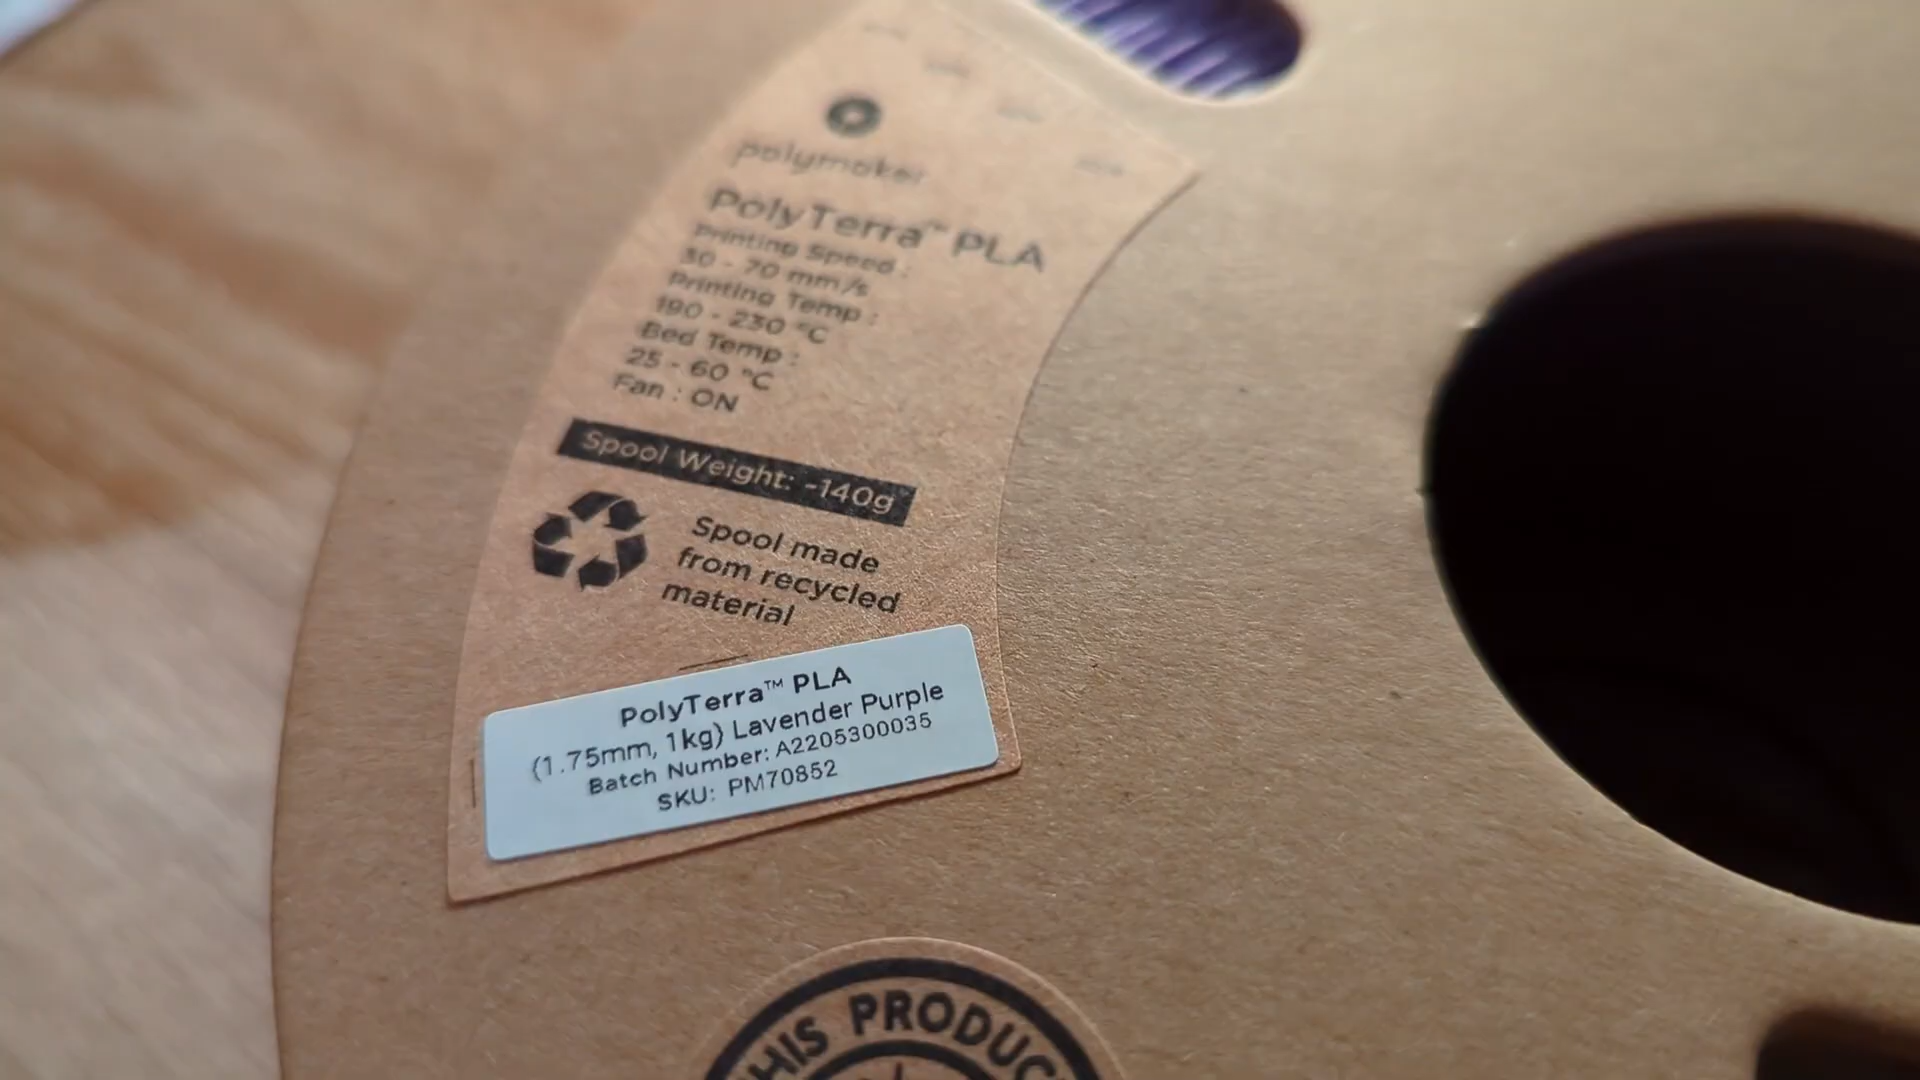 polymaker
PolyTerra™ PLA
Printing Speed :
30 - 70 mm/s
Printing Temp :
190 - 230 °C
Bed Temp :
25 - 60 °C
Fan : ON
Spool Weight: ~140g
Spool made
from recycled
material
PolyTerra™ PLA
(1.75mm, 1kg) Lavender Purple
Batch Number: A2205300035
SKU: PM70852
THIS PRODUC